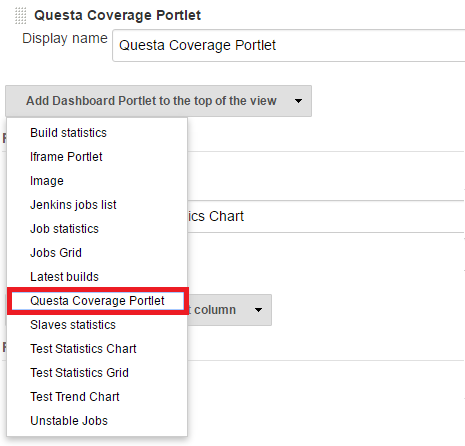 Questa Coverage Portlet
Display name
Questa Coverage Portlet
Add Dashboard Portlet to the top of the view
Build statistics
Iframe Portlet
Image
Jenkins jobs list
Job statistics
Jobs Grid
Latest builds
Questa Coverage Portlet
Slaves statistics
Test Statistics Chart
Test Statistics Grid
Test Trend Chart
Unstable Jobs
Chart
column